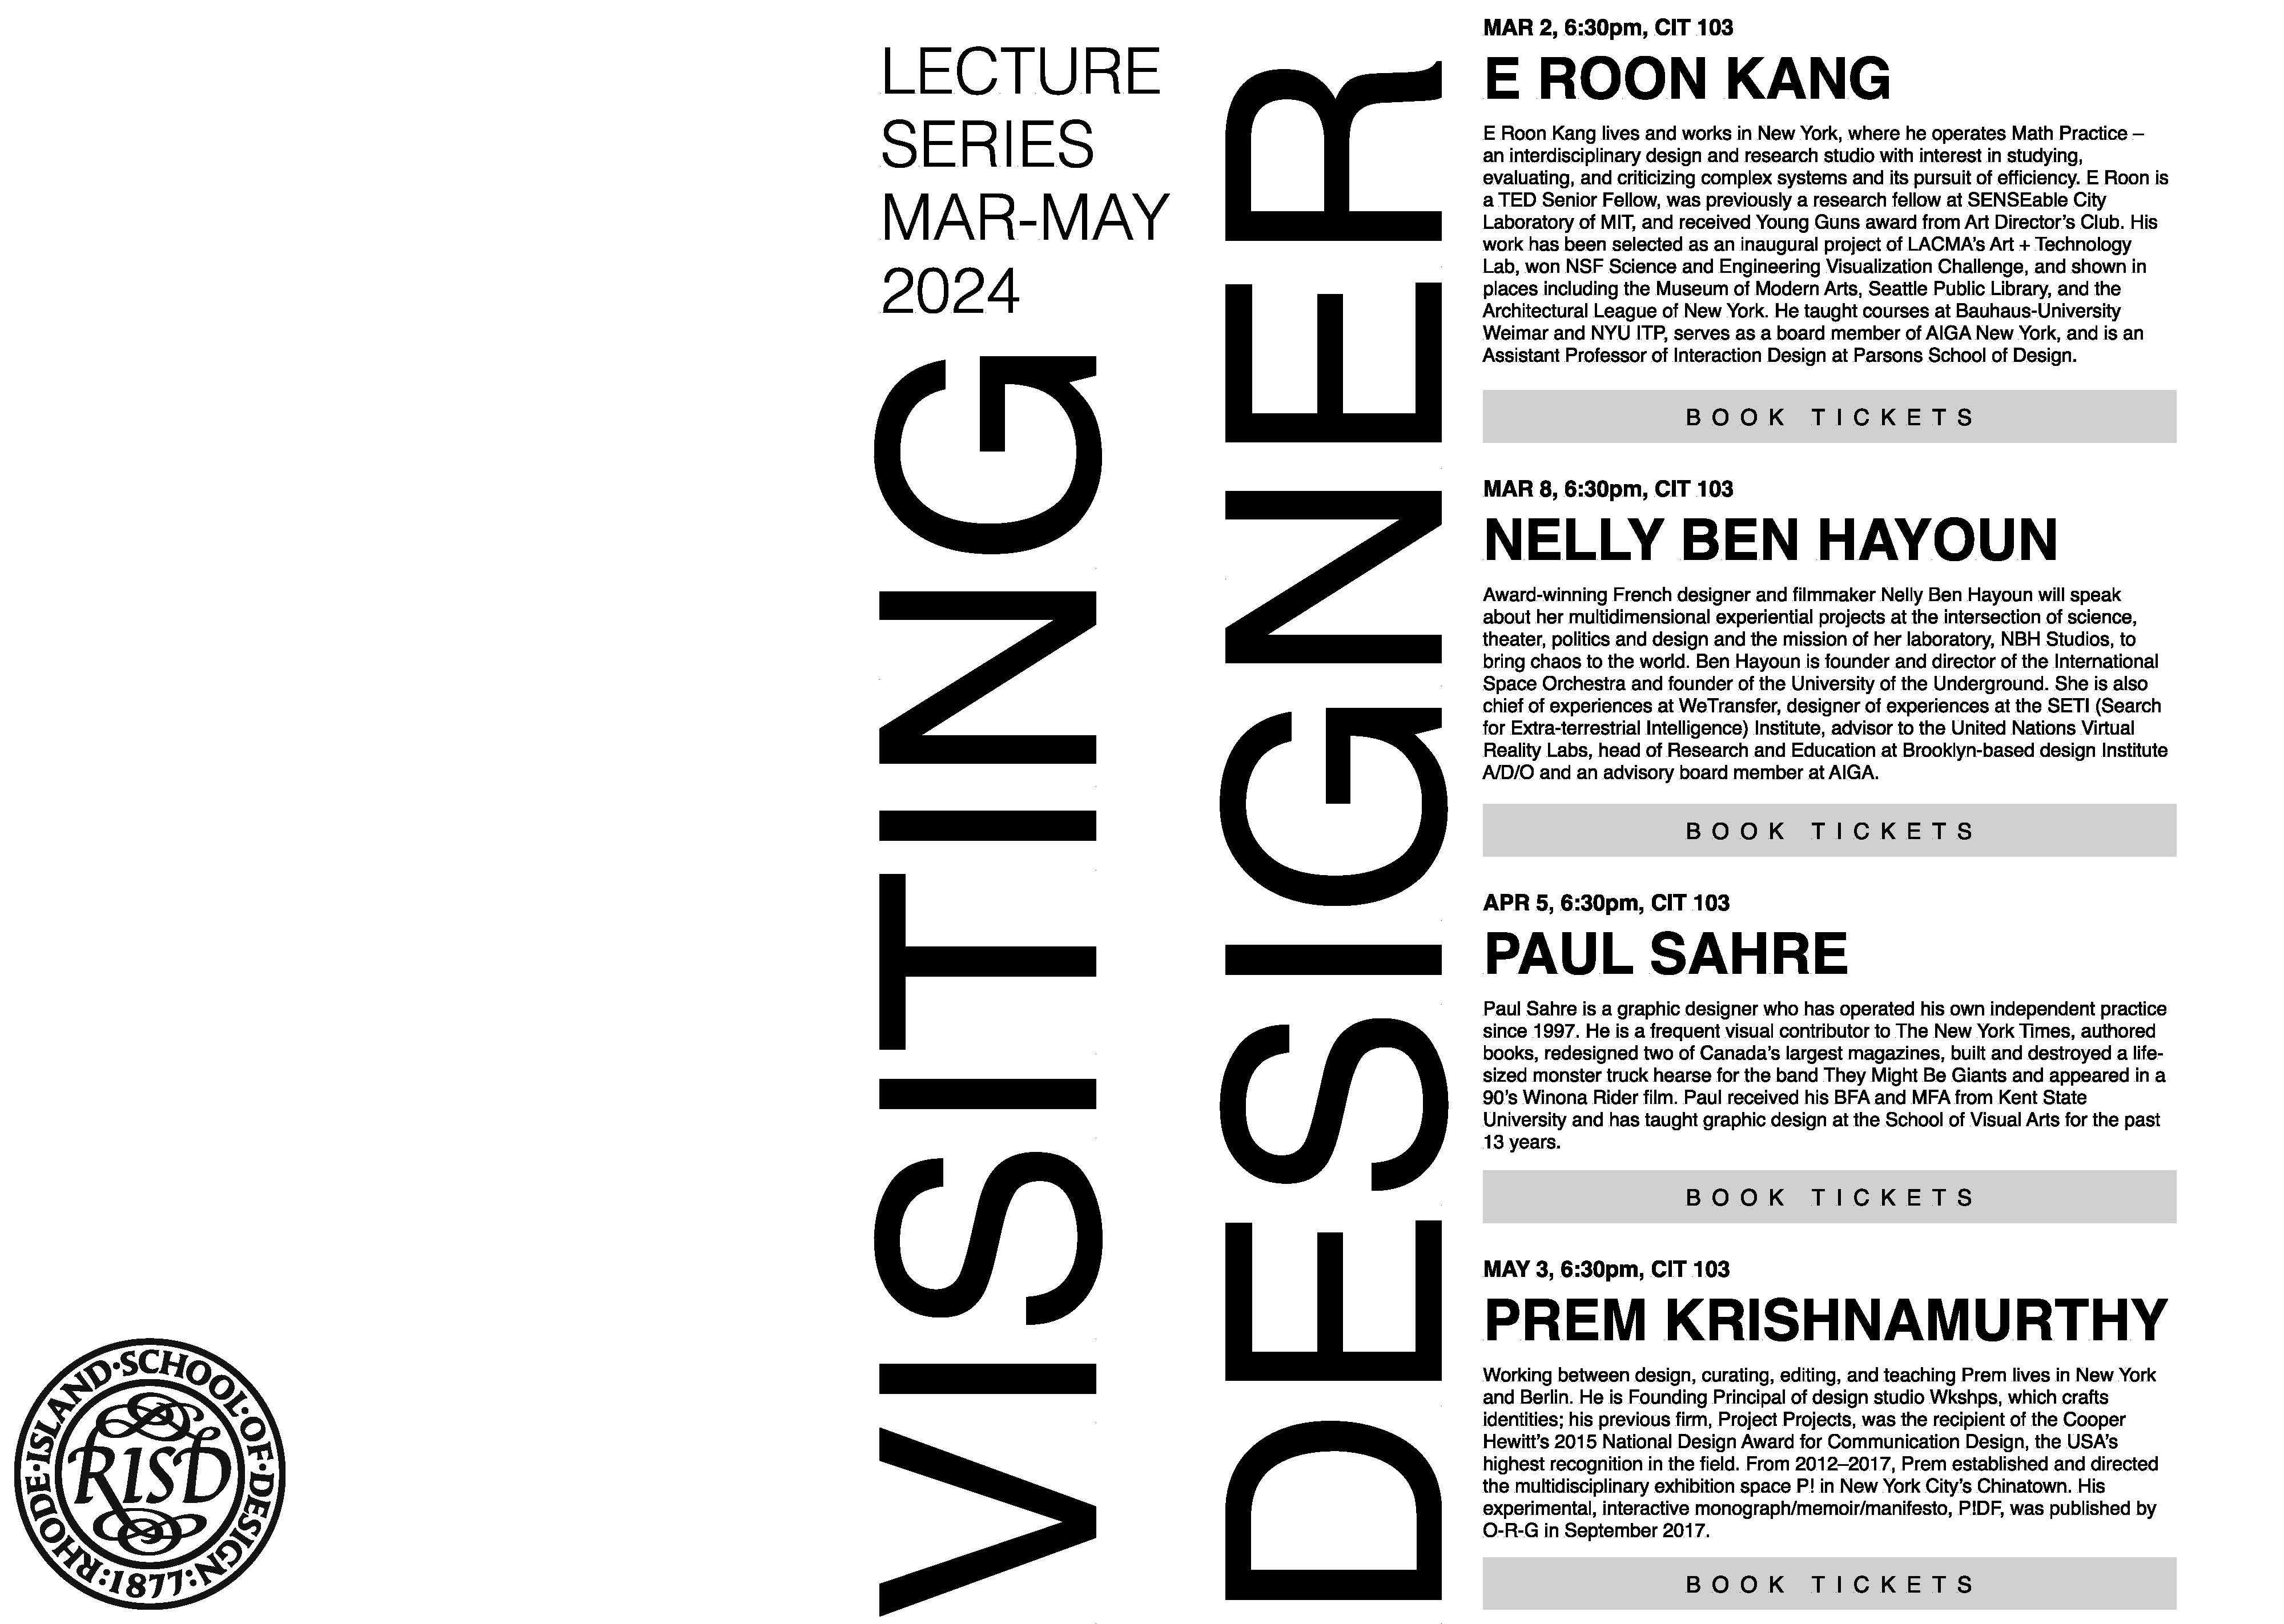 LECTURE
SERIES
MAR-MAY
2024
VISITING
DESIGNER
MAR 2, 6:30pm, CIT 103
E ROON KANG
E Roon Kang lives and works in New York, where he operates Math Practice –
an interdisciplinary design and research studio with interest in studying,
evaluating, and criticizing complex systems and its pursuit of efficiency. E Roon is
a TED Senior Fellow, was previously a research fellow at SENSEable City
Laboratory of MIT, and received Young Guns award from Art Director’s Club. His
work has been selected as an inaugural project of LACMA’s Art + Technology
Lab, won NSF Science and Engineering Visualization Challenge, and shown in
places including the Museum of Modern Arts, Seattle Public Library, and the
Architectural League of New York. He taught courses at Bauhaus-University
Weimar and NYU ITP, serves as a board member of AIGA New York, and is an
Assistant Professor of Interaction Design at Parsons School of Design.
BOOK TICKETS
MAR 8, 6:30pm, CIT 103
NELLY BEN HAYOUN
Award-winning French designer and filmmaker Nelly Ben Hayoun will speak
about her multidimensional experiential projects at the intersection of science,
theater, politics and design and the mission of her laboratory, NBH Studios, to
bring chaos to the world. Ben Hayoun is founder and director of the International
Space Orchestra and founder of the University of the Underground. She is also
chief of experiences at WeTransfer, designer of experiences at the SETI (Search
for Extra-terrestrial Intelligence) Institute, advisor to the United Nations Virtual
Reality Labs, head of Research and Education at Brooklyn-based design Institute
A/D/O and an advisory board member at AIGA.
BOOK TICKETS
APR 5, 6:30pm, CIT 103
PAUL SAHRE
Paul Sahre is a graphic designer who has operated his own independent practice
since 1997. He is a frequent visual contributor to The New York Times, authored
books, redesigned two of Canada’s largest magazines, built and destroyed a life-
sized monster truck hearse for the band They Might Be Giants and appeared in a
90’s Winona Rider film. Paul received his BFA and MFA from Kent State
University and has taught graphic design at the School of Visual Arts for the past
13 years.
BOOK TICKETS
MAY 3, 6:30pm, CIT 103
PREM KRISHNAMURTHY
Working between design, curating, editing, and teaching Prem lives in New York
and Berlin. He is Founding Principal of design studio Wkshps, which crafts
identities; his previous firm, Project Projects, was the recipient of the Cooper
Hewitt’s 2015 National Design Award for Communication Design, the USA’s
highest recognition in the field. From 2012–2017, Prem established and directed
the multidisciplinary exhibition space P! in New York City’s Chinatown. His
experimental, interactive monograph/memoir/manifesto, P!DF, was published by
O-R-G in September 2017.
BOOK TICKETS
RHODE·ISLAND·SCHOOL·OF·DESIGN
:1877:
RISD